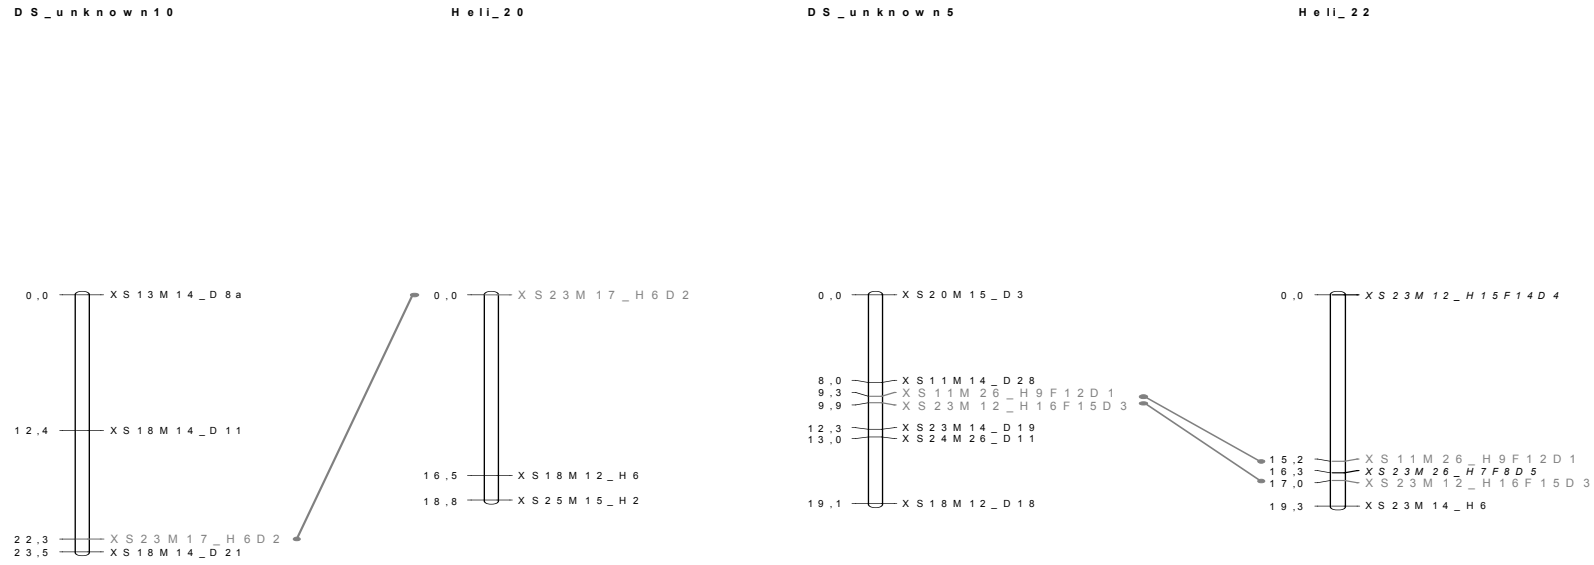 DS_unknown10
Heli_20
DS_unknown5
Heli_22
0,0 XS13M14_D8a
12,4 XS18M14_D11
22,3 XS23M17_H6D2
23,5 XS18M14_D21
0,0 XS23M17_H6D2
16,5 XS18M12_H6
18,8 XS25M15_H2
0,0 XS20M15_D3
8,0 XS11M14_D28
9,3 XS11M26_H9F12D1
9,9 XS23M12_H16F15D3
12,3 XS23M14_D19
13,0 XS24M26_D11
19,1 XS18M12_D18
0,0 XS23M12_H15F14D4
15,2 XS11M26_H9F12D1
16,3 XS23M26_H7F8D5
17,0 XS23M12_H16F15D3
19,3 XS23M14_H6